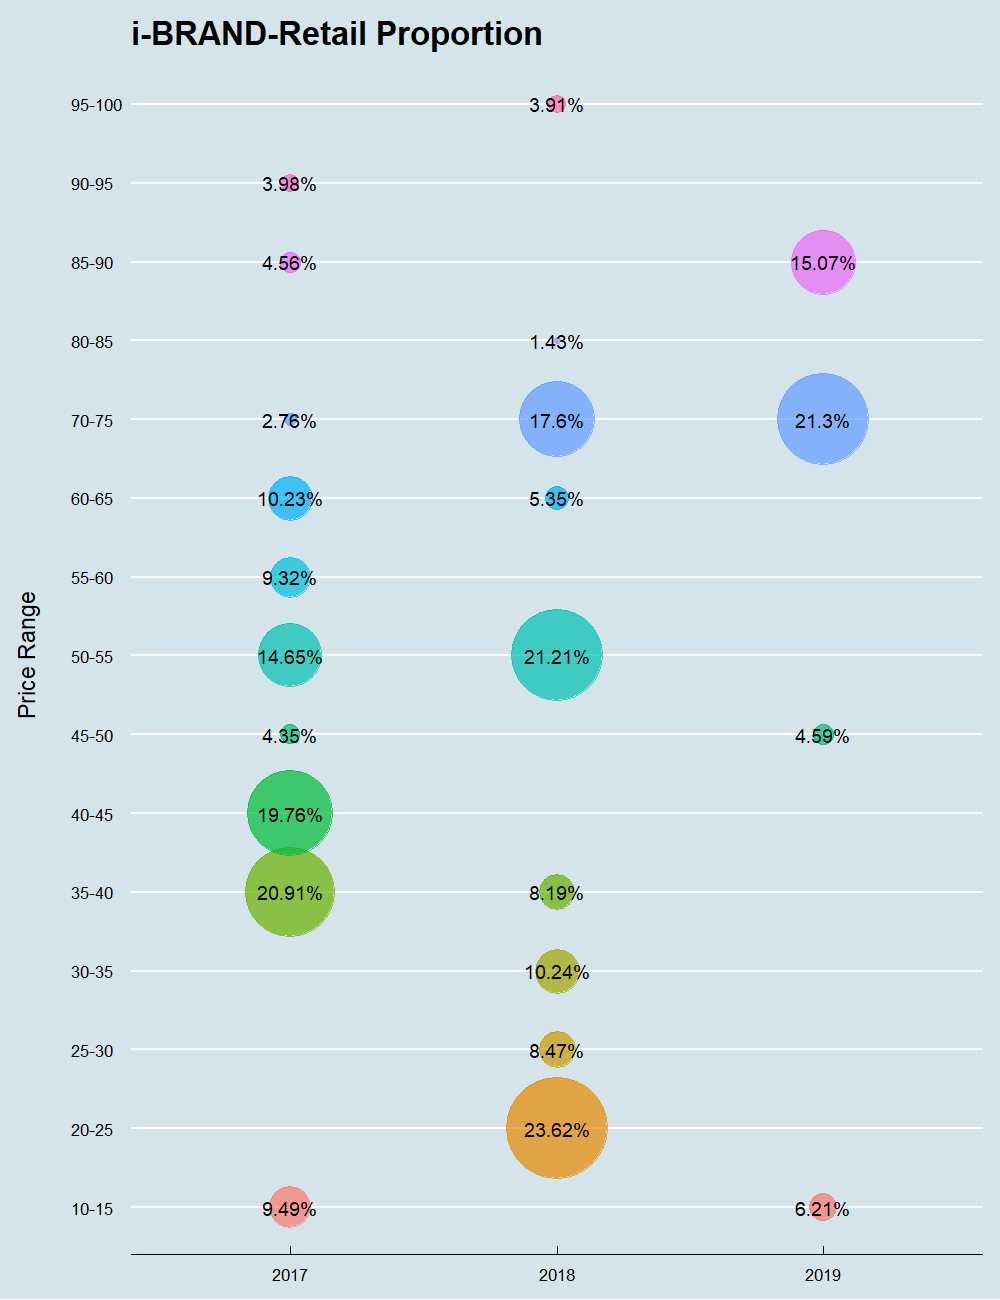 i-BRAND-Retail Proportion
95-100 3.91%
90-95 3.98%
85-90 4.56% 15.07%
80-85 1.43%
70-75 2.76% 17.6% 21.3%
60-65 10.23% 5.35%
55-60 9.32%
Price Range
50-55 14.65% 21.21%
45-50 4.35% 4.59%
40-45 19.76%
35-40 20.91% 8.19%
30-35 10.24%
25-30 8.47%
20-25 23.62%
10-15 9.49% 6.21%
2017 2018 2019